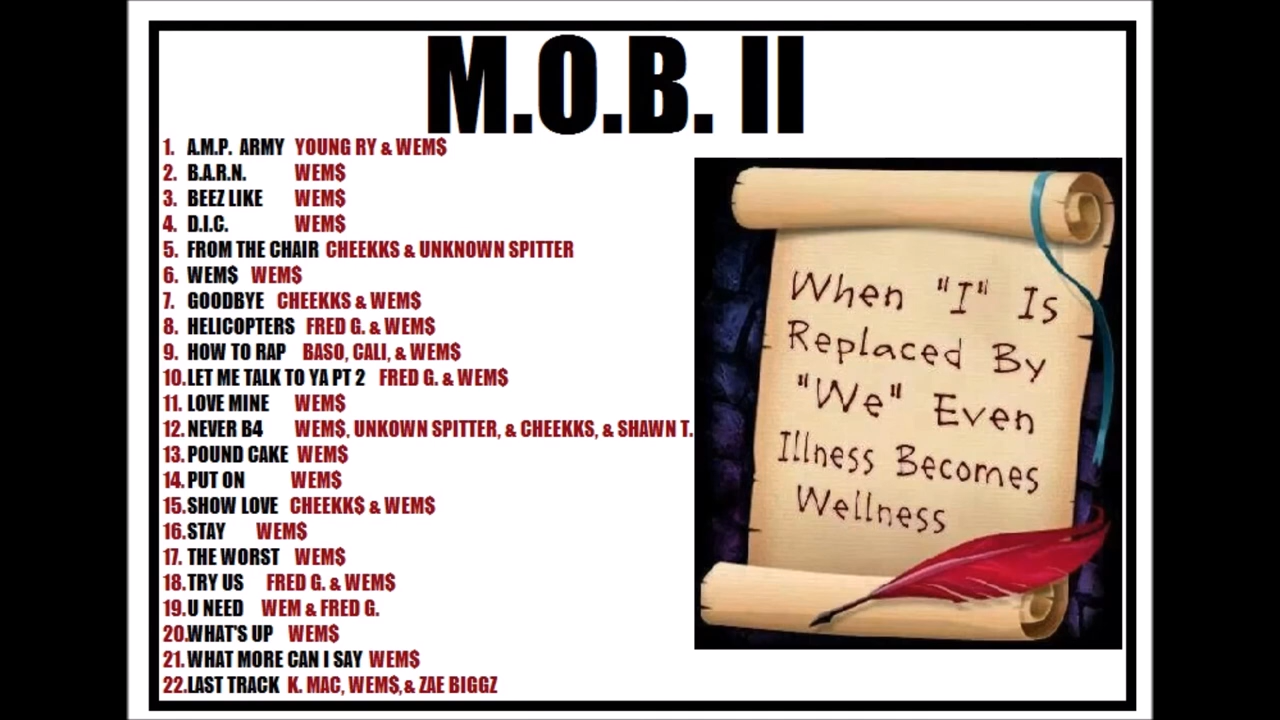 M.O.B. II
1. A.M.P. ARMY YOUNG RY & WEM$
2. B.A.R.N. WEM$
3. BEEZ LIKE WEM$
4. D.I.C. WEM$
5. FROM THE CHAIR CHEEKKS & UNKNOWN SPITTER
6. WEM$ WEM$
7. GOODBYE CHEEKKS & WEM$
8. HELICOPTERS FRED G. & WEM$
9. HOW TO RAP BASO, CALI, & WEM$
10. LET ME TALK TO YA PT 2 FRED G. & WEM$
11. LOVE MINE WEM$
12. NEVER B4 WEM$, UNKOWN SPITTER, & CHEEKKS, & SHAWN T.
13. POUND CAKE WEM$
14. PUT ON WEM$
15. SHOW LOVE CHEEKK$ & WEM$
16. STAY WEM$
17. THE WORST WEM$
18. TRY US FRED G. & WEM$
19. U NEED WEM & FRED G.
20. WHAT'S UP WEM$
21. WHAT MORE CAN I SAY WEM$
22. LAST TRACK K. MAC, WEM$,& ZAE BIGGZ
When "I" Is
Replaced By
"We" Even
Illness Becomes
Wellness